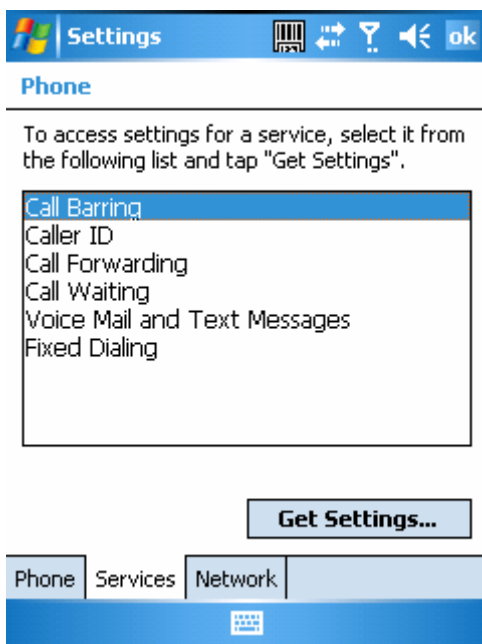 Settings ok
Phone
To access settings for a service, select it from
the following list and tap "Get Settings".
Call Barring
Caller ID
Call Forwarding
Call Waiting
Voice Mail and Text Messages
Fixed Dialing
Get Settings...
Phone Services Network